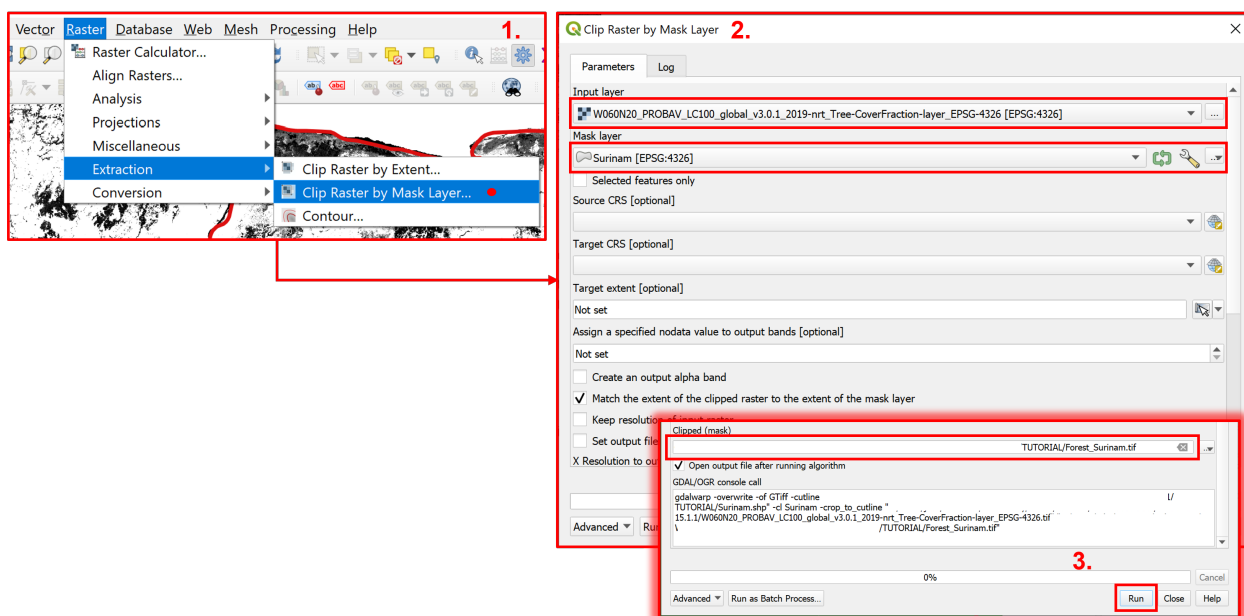 Vector Raster Database Web Mesh Processing Help
1.
Raster Calculator...
Align Rasters...
Analysis
Projections
Miscellaneous
Extraction
Conversion
abc abc
Clip Raster by Extent...
Clip Raster by Mask Layer...
Contour...
Clip Raster by Mask Layer
2.
Parameters Log
Input layer
W060N20_PROBAV_LC100_global_v3.0.1_2019-nrt_Tree-CoverFraction-layer_EPSG-4326 [EPSG:4326]
...
Mask layer
Surinam [EPSG:4326]
Selected features only
Source CRS [optional]
Target CRS [optional]
Target extent [optional]
Not set
Assign a specified nodata value to output bands [optional]
Not set
Create an output alpha band
Match the extent of the clipped raster to the extent of the mask layer
Keep resolution of input raster
Set output file
X Resolution to ou
Advanced Ru
Clipped (mask)
TUTORIAL/Forest_Surinam.tif
Open output file after running algorithm
GDAL/OGR console call
gdalwarp -overwrite -of GTiff -cutline
TUTORIAL/Surinam.shp" -cl Surinam -crop_to_cutline "
15.1.1/W060N20_PROBAV_LC100_global_v3.0.1_2019-nrt_Tree-CoverFraction-layer_EPSG-4326.tif
\ /TUTORIAL/Forest_Surinam.tif"
3.
0%
Cancel
Advanced Run as Batch Process... Run Close Help